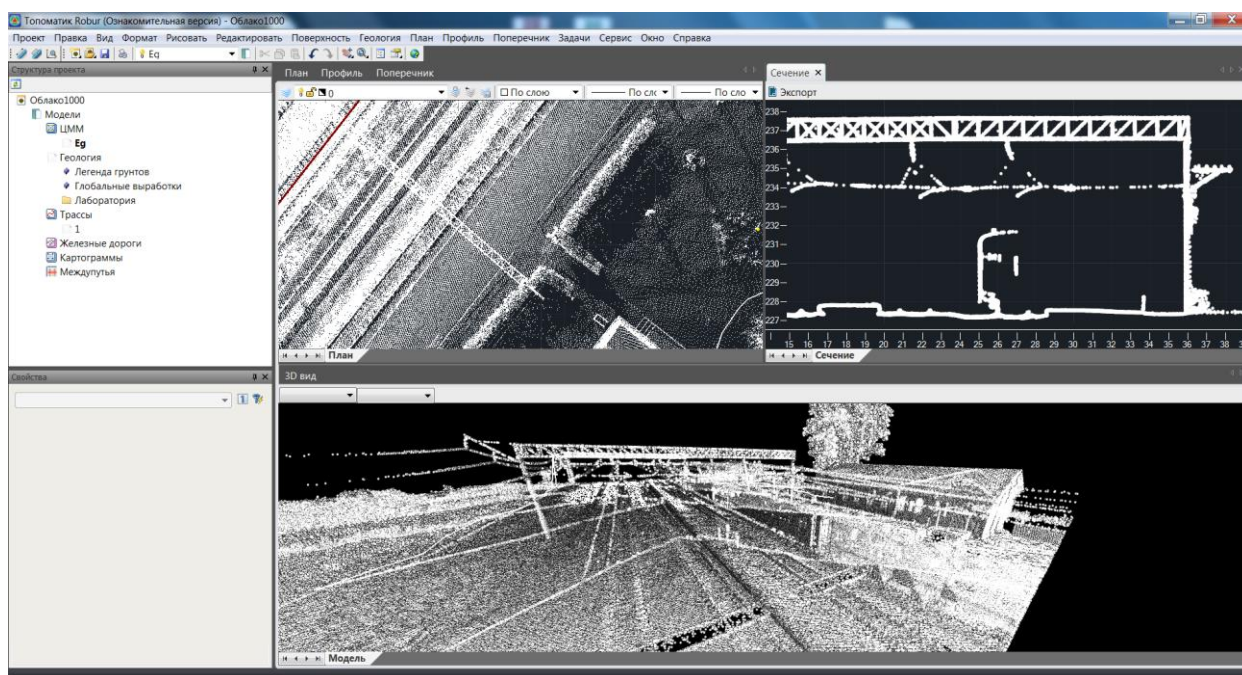 Топоматик Robur (Ознакомительная версия) - Облако1000
Проект Правка Вид Формат Рисовать Редактировать Поверхность Геология План Профиль Поперечник Задачи Сервис Окно Справка
Eg
Структура проекта
Облако1000
Модели
ЦММ
Eg
Геология
Легенда грунтов
Глобальные выработки
Лаборатория
Трассы
1
Железные дороги
Картограммы
Междупутья
Свойства
План Профиль Поперечник
0 По слою По слс По сло
План
Сечение
Экспорт
238
237
236
235
234
233
232
231
230
229
228
227
15 16 17 18 19 20 21 22 23 24 25 26 27 28 29 30 31 32 33 34 35 36 37 38
Сечение
3D вид
Модель